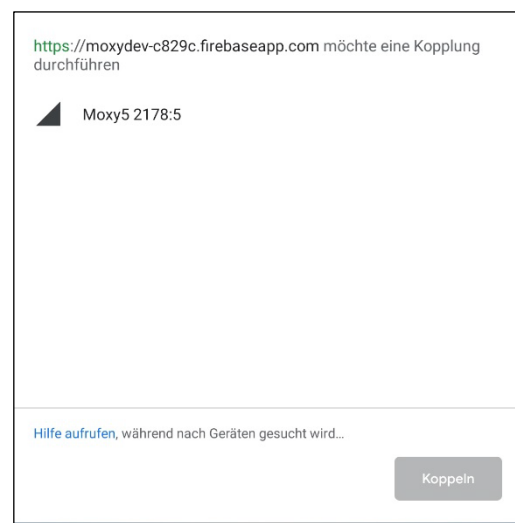 https://moxydev-c829c.firebaseapp.com möchte eine Kopplung
durchführen
Moxy5 2178:5
Hilfe aufrufen, während nach Geräten gesucht wird...
Koppeln